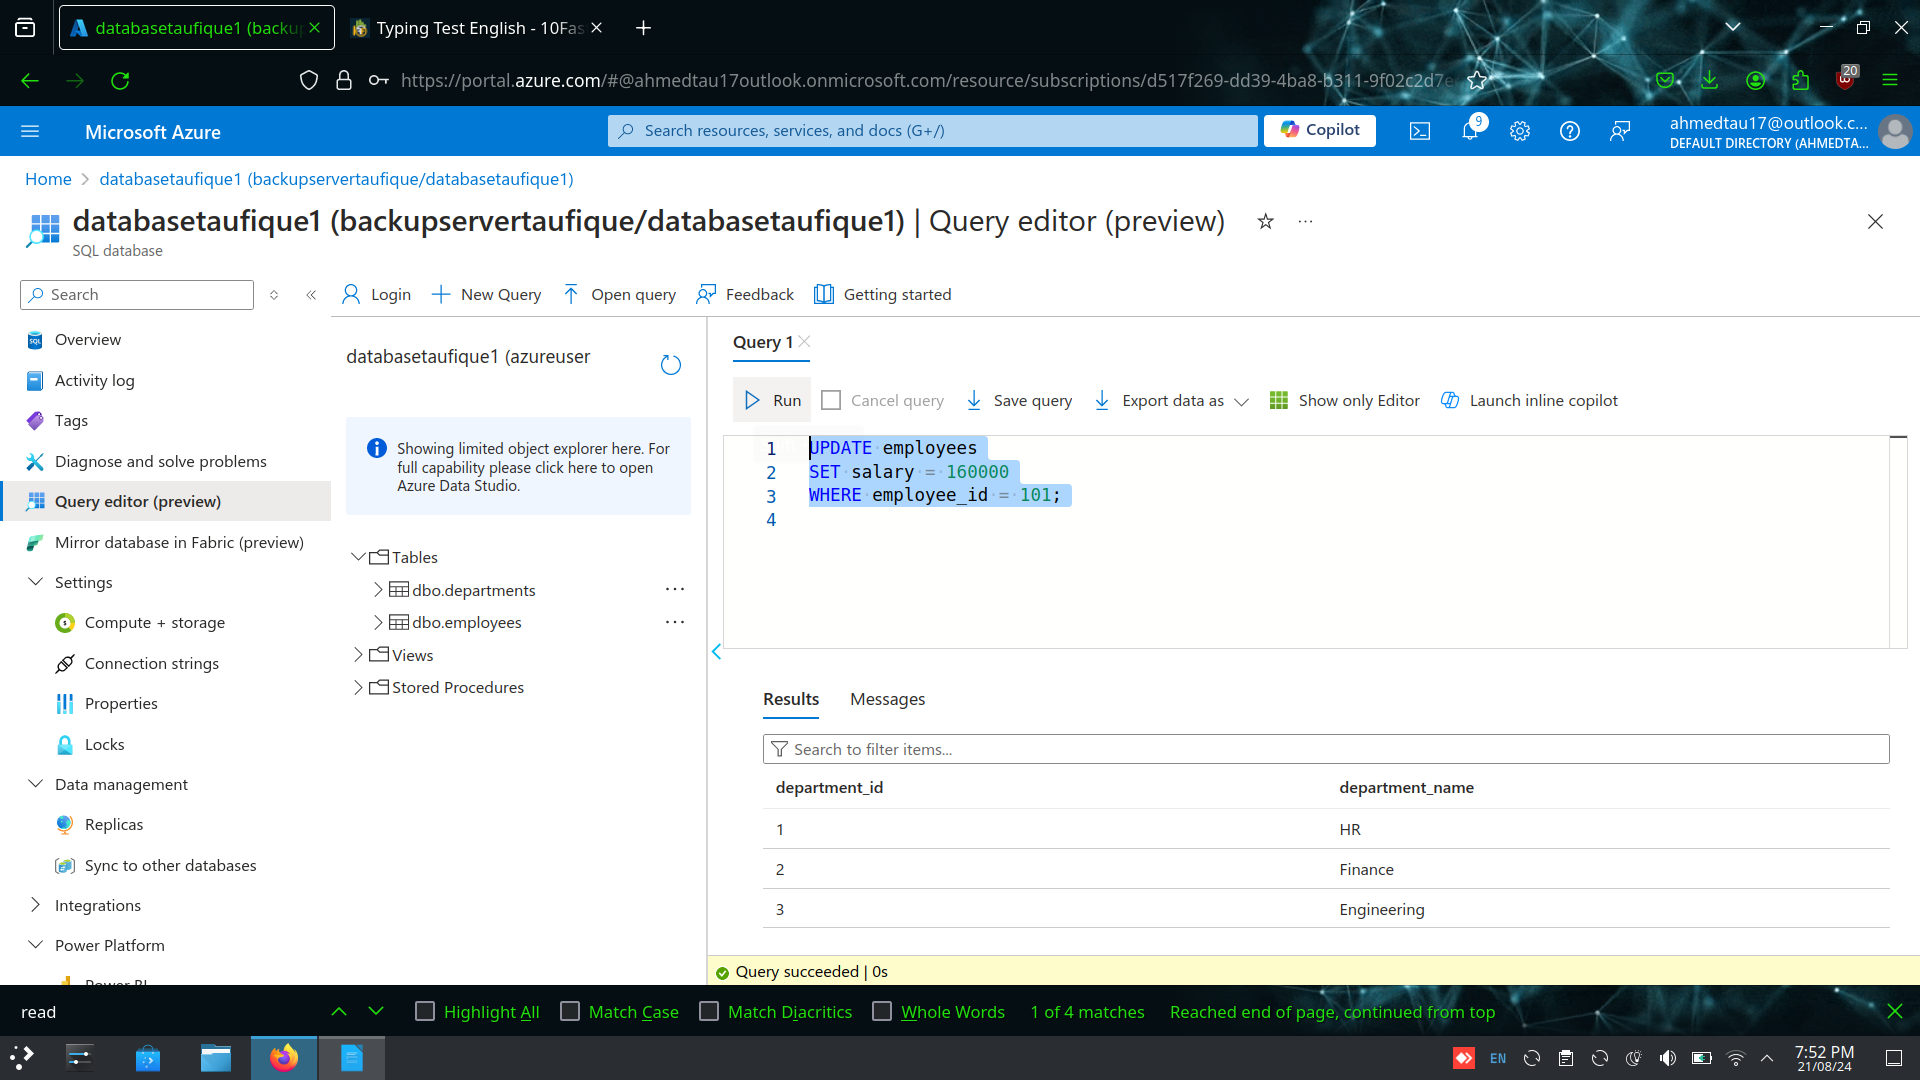 databasetaufique1 (backup
Typing Test English - 10Fas
https://portal.azure.com/#@ahmedtau17outlook.onmicrosoft.com/resource/subscriptions/d517f269-dd39-4ba8-b311-9f02c2d7e
20
Microsoft Azure
Search resources, services, and docs (G+/)
Copilot
9
ahmedtau17@outlook.c...
DEFAULT DIRECTORY (AHMEDTA...
Home
databasetaufique1 (backupservertaufique/databasetaufique1)
databasetaufique1 (backupservertaufique/databasetaufique1) | Query editor (preview)
SQL database
Search
Login
New Query
Open query
Feedback
Getting started
Overview
Activity log
Tags
Diagnose and solve problems
Query editor (preview)
Mirror database in Fabric (preview)
Settings
Compute + storage
Connection strings
Properties
Locks
Data management
Replicas
Sync to other databases
Integrations
Power Platform
Power BI
databasetaufique1 (azureuser
Showing limited object explorer here. For
full capability please click here to open
Azure Data Studio.
Tables
dbo.departments
dbo.employees
Views
Stored Procedures
Query 1
Run
Cancel query
Save query
Export data as
Show only Editor
Launch inline copilot
1 UPDATE employees
2 SET salary = 160000
3 WHERE employee_id = 101;
4
Results
Messages
Search to filter items...
department_id department_name
1 HR
2 Finance
3 Engineering
Query succeeded | 0s
read
Highlight All
Match Case
Match Diacritics
Whole Words
1 of 4 matches
Reached end of page, continued from top
EN
7:52 PM
21/08/24